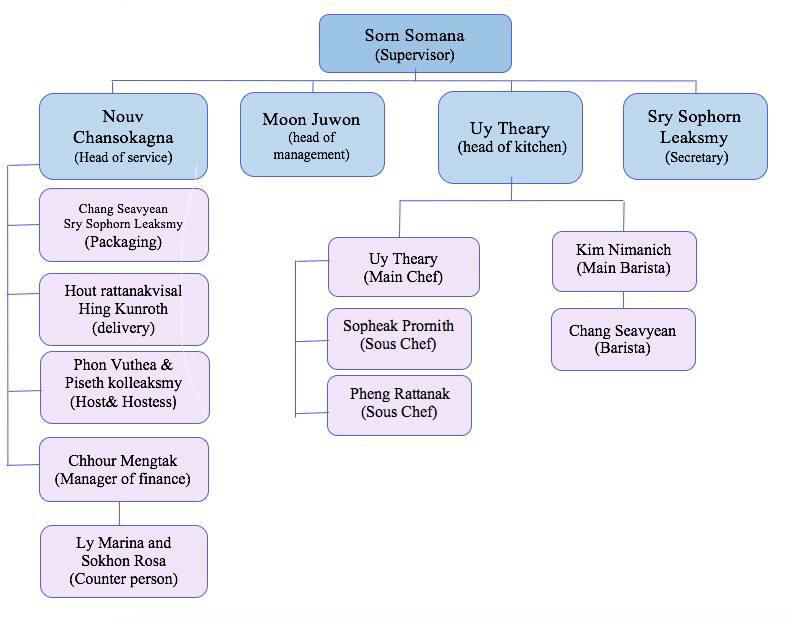 Sorn Somana
(Supervisor)
Nouv
Chansokagna
(Head of service)
Moon Juwon
(head of
management)
Uy Theary
(head of kitchen)
Sry Sophorn
Leaksmy
(Secretary)
Chang Seavyean
Sry Sophorn Leaksmy
(Packaging)
Hout rattanakvisal
Hing Kunroth
(delivery)
Phon Vuthea &
Piseth kolleaksmy
(Host& Hostess)
Chhour Mengtak
(Manager of finance)
Ly Marina and
Sokhon Rosa
(Counter person)
Uy Theary
(Main Chef)
Sopheak Prornith
(Sous Chef)
Pheng Rattanak
(Sous Chef)
Kim Nimanich
(Main Barista)
Chang Seavyean
(Barista)